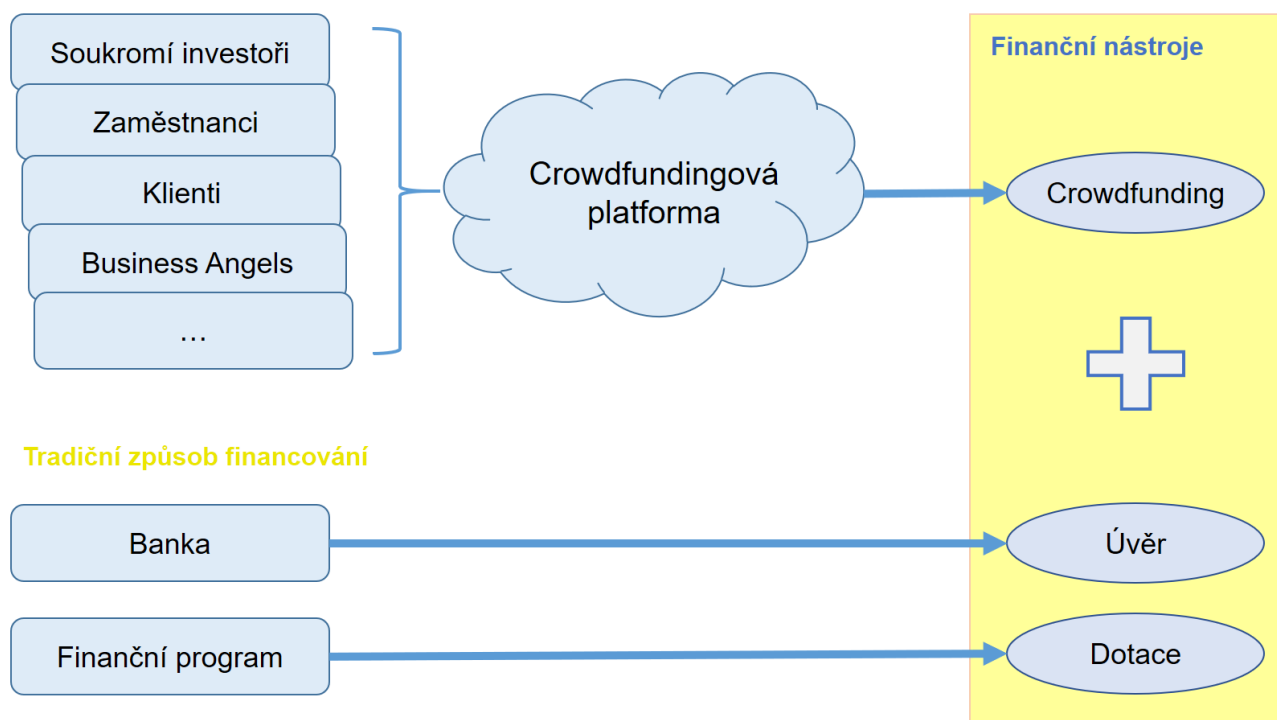 Soukromí investoři
Zaměstnanci
Klienti
Business Angels
…
Crowdfundingová
platforma
Finanční nástroje
Crowdfunding
Tradiční způsob financování
Banka
Úvěr
Finanční program
Dotace